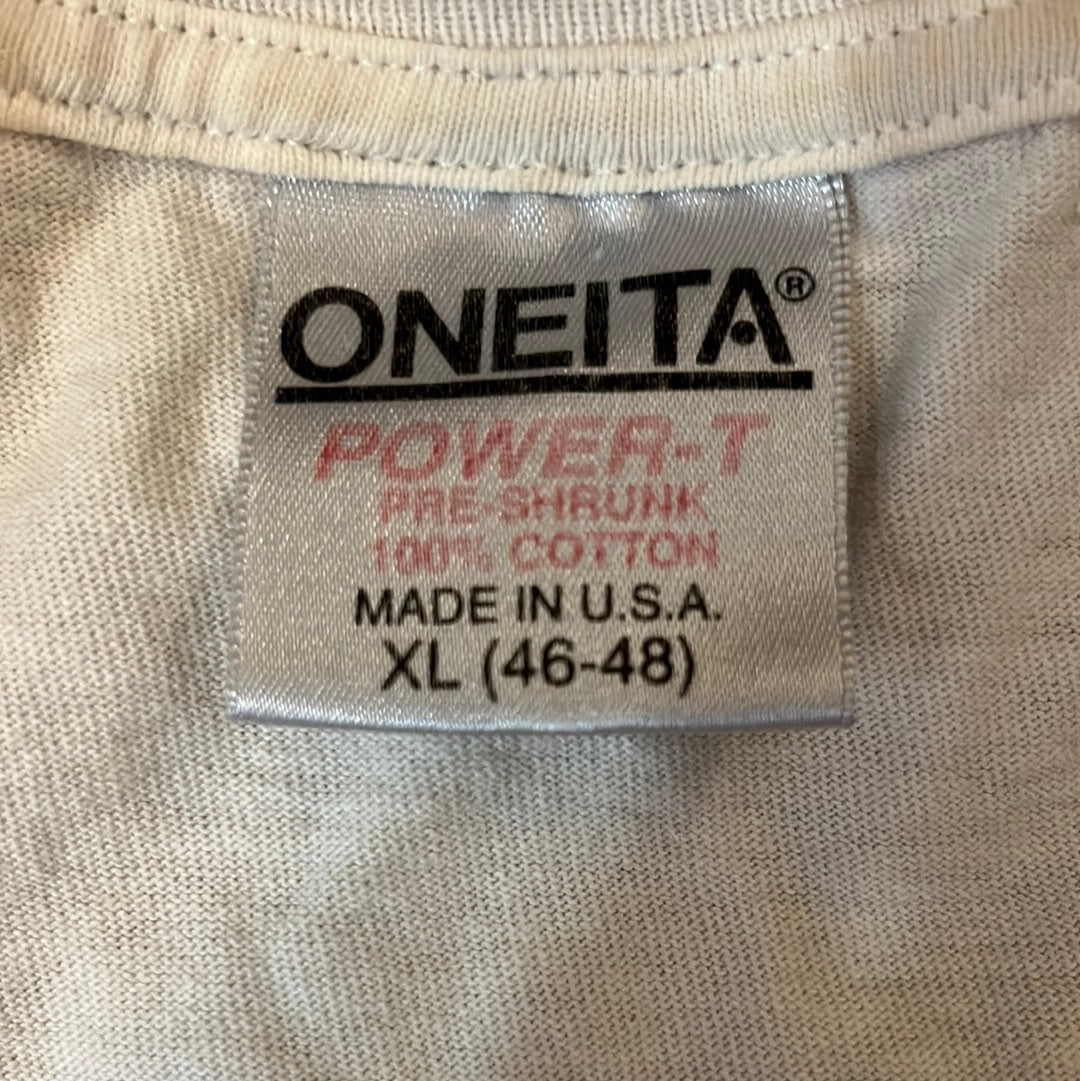 ONEITA®
POWER-T
PRE-SHRUNK
100% COTTON
MADE IN U.S.A.
XL (46-48)